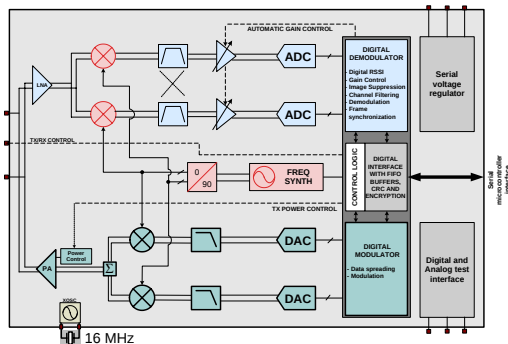 AUTOMATIC GAIN CONTROL
LNA
ADC
ADC
DIGITAL
DEMODULATOR
- Digital RSSI
- Gain Control
- Image Suppression
- Channel Filtering
- Demodulation
- Frame
synchronization
Serial
voltage
regulator
TX/RX CONTROL
0
90
FREQ
SYNTH
CONTROL LOGIC
DIGITAL
INTERFACE
WITH FIFO
BUFFERS,
CRC AND
ENCRYPTION
Serial
microcontroller
interface
TX POWER CONTROL
Power
Control
PA
Σ
DAC
DAC
DIGITAL
MODULATOR
- Data spreading
- Modulation
Digital and
Analog test
interface
XOSC
16 MHz